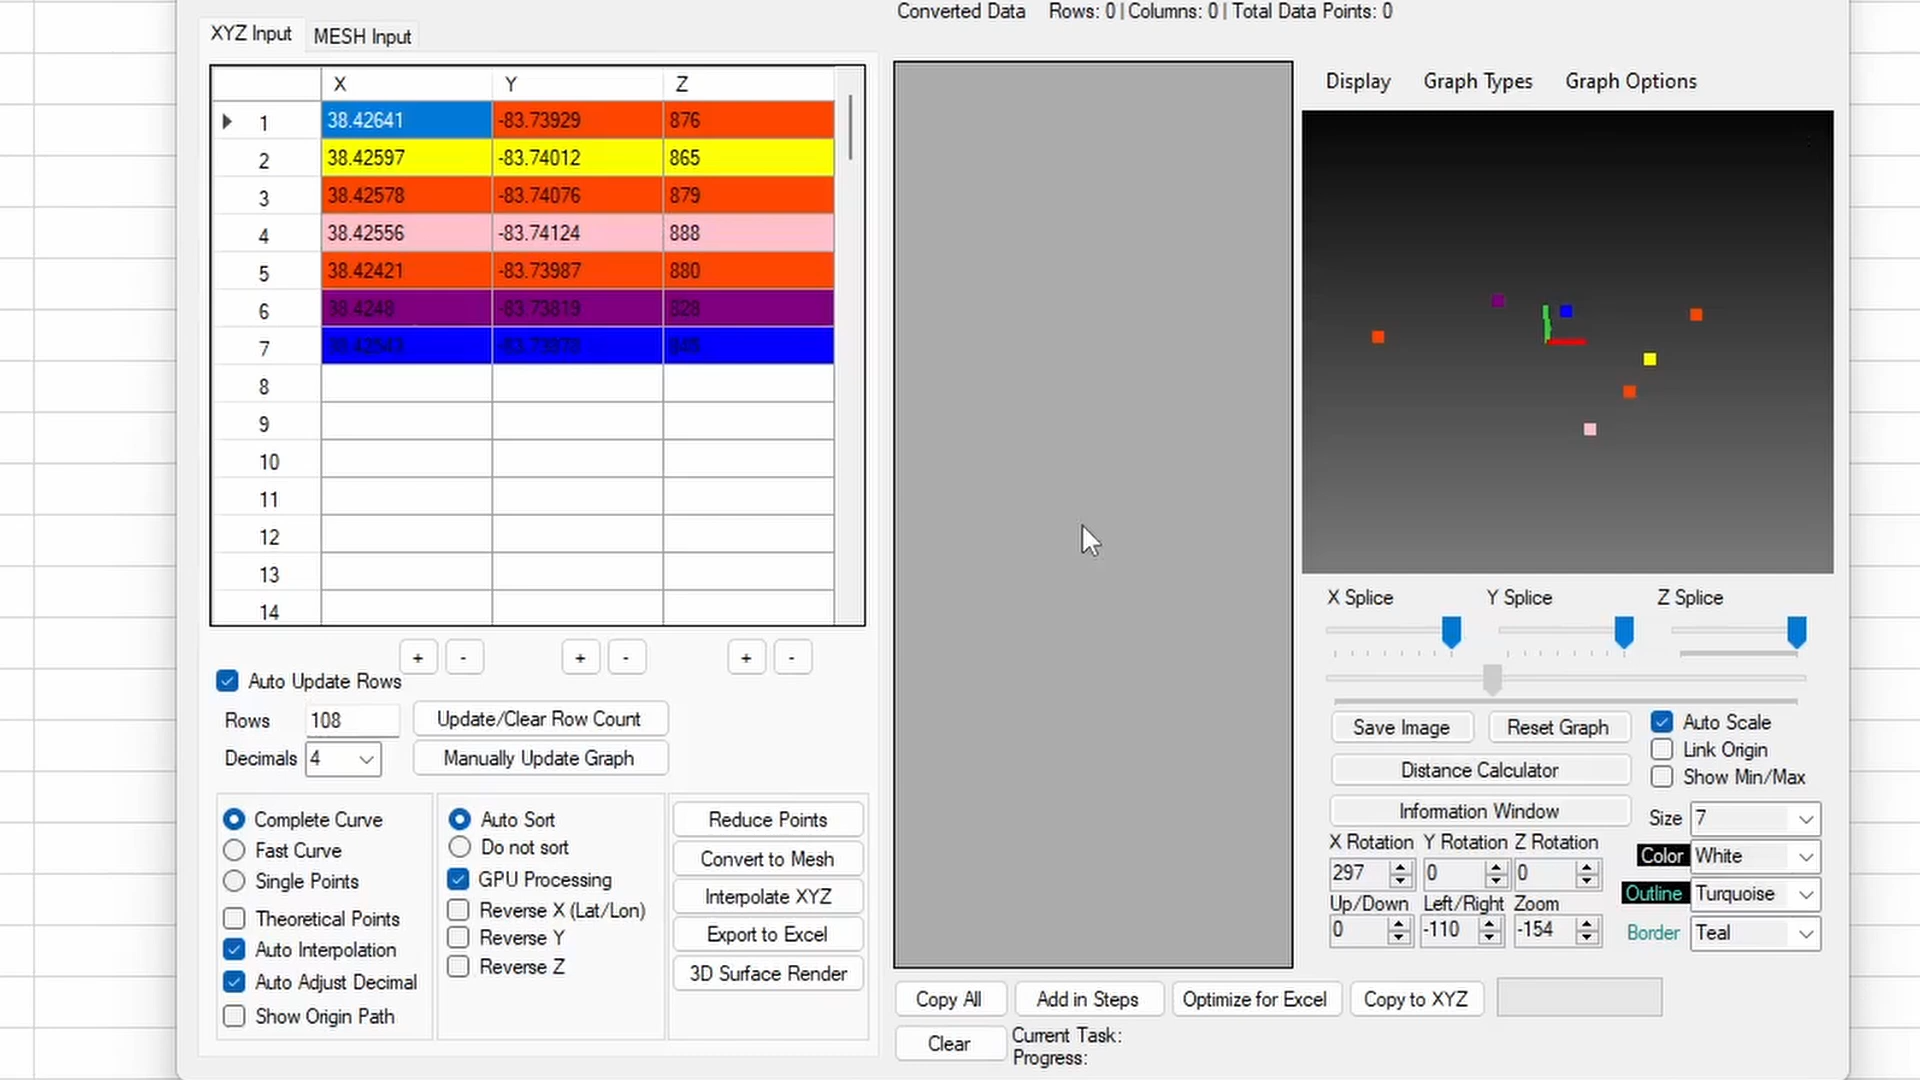 Converted Data Rows: 0 | Columns: 0 | Total Data Points: 0
XYZ Input MESH Input
X Y Z
1 38.42641 -83.73929 876
2 38.42597 -83.74012 865
3 38.42578 -83.74076 879
4 38.42556 -83.74124 888
5 38.42421 -83.73987 880
6 38.4248 -83.73819 828
7 845
8
9
10
11
12
13
14
+ - + - + -
Auto Update Rows
Rows 108 Update/Clear Row Count
Decimals 4 Manually Update Graph
Complete Curve
Fast Curve
Single Points
Theoretical Points
Auto Interpolation
Auto Adjust Decimal
Show Origin Path
Auto Sort
Do not sort
GPU Processing
Reverse X (Lat/Lon)
Reverse Y
Reverse Z
Reduce Points
Convert to Mesh
Interpolate XYZ
Export to Excel
3D Surface Render
Copy All Add in Steps Optimize for Excel Copy to XYZ
Clear
Current Task:
Progress:
Display Graph Types Graph Options
X Splice Y Splice Z Splice
Save Image Reset Graph
Distance Calculator
Information Window
Auto Scale
Link Origin
Show Min/Max
X Rotation Y Rotation Z Rotation
297 0 0
Up/Down Left/Right Zoom
0 -110 -154
Size 7
Color White
Outline Turquoise
Border Teal